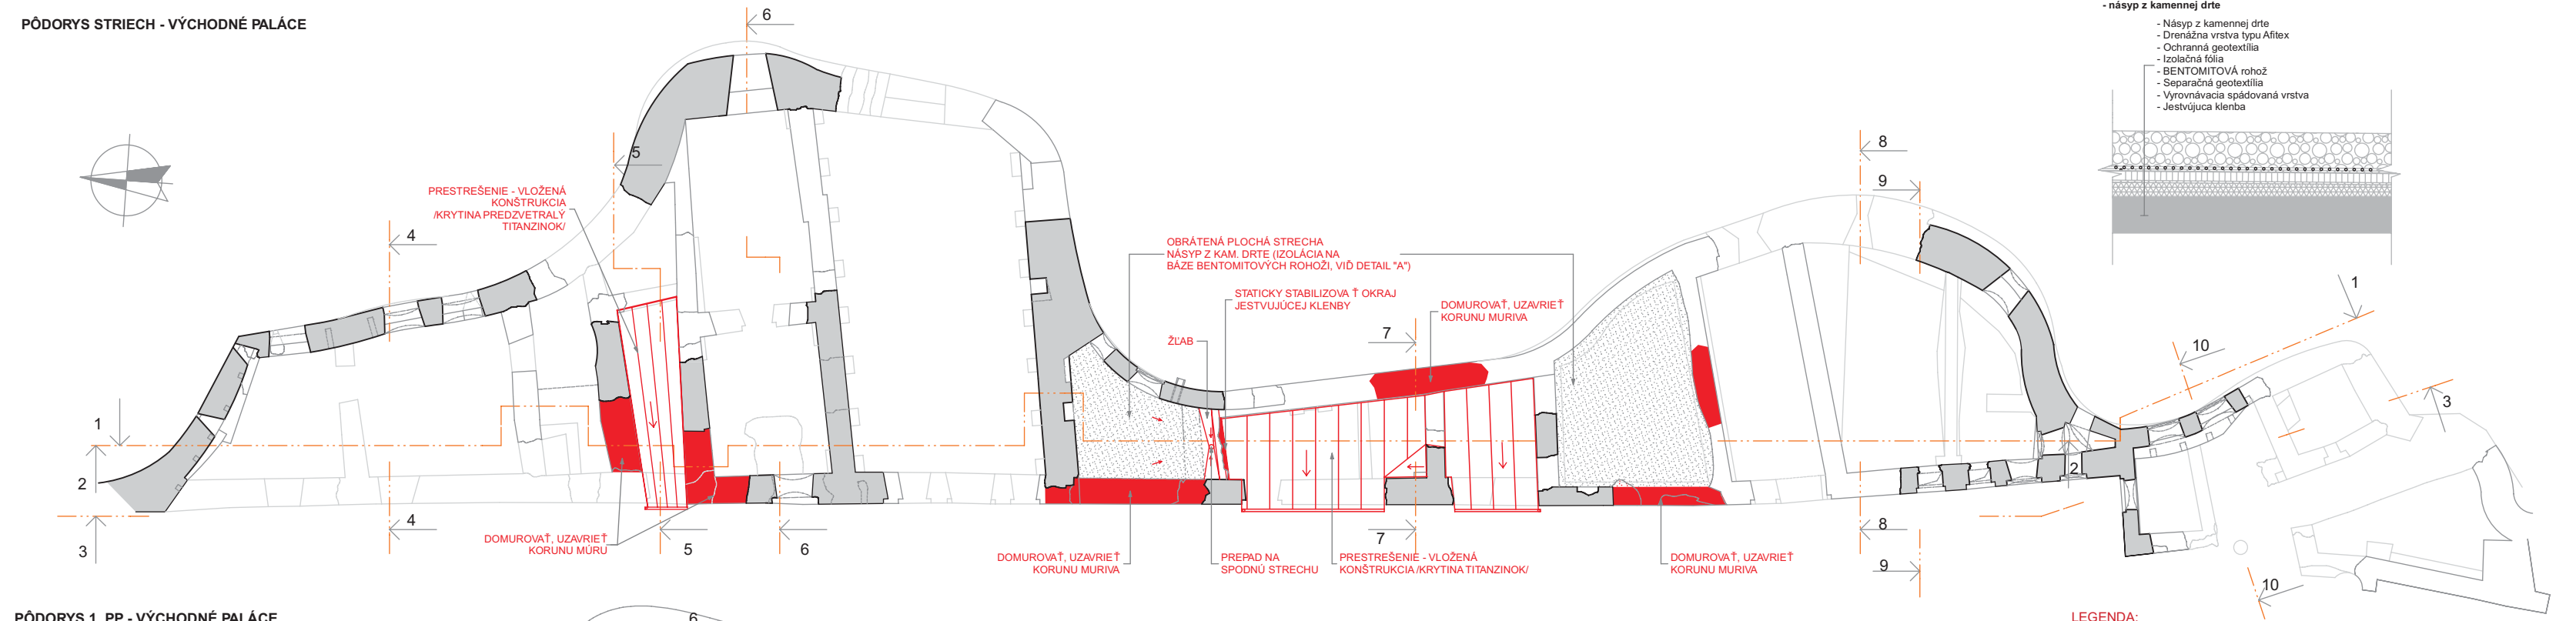 PÔDORYS STRIECH - VÝCHODNÉ PALÁCE
6
- násyp z kamennej drte
- Násyp z kamennej drte
- Drenážna vrstva typu Afitex
- Ochranná geotextília
- Izolačná fólia
- BENTOMITOVÁ rohož
- Separačná geotextília
- Vyrovnávacia spádovaná vrstva
- Jestvújuca klenba
5
8
9
PRESTREŠENIE - VLOŽENÁ
KONŠTRUKCIA
/KRYTINA PREDZVETRALÝ
TITANZINOK/
4
OBRÁTENÁ PLOCHÁ STRECHA
NÁSYP Z KAM. DRTE (IZOLÁCIA NA
BÁZE BENTOMITOVÝCH ROHOŽI, VIĎ DETAIL "A")
STATICKY STABILIZOVA Ť OKRAJ
JESTVUJÚCEJ KLENBY
DOMUROVAŤ, UZAVRIEŤ
KORUNU MURIVA
ŽĽAB
7
1
10
3
1
2
2
3
4
DOMUROVAŤ, UZAVRIEŤ
KORUNU MÚRU
5
6
DOMUROVAŤ, UZAVRIEŤ
KORUNU MURIVA
PREPAD NA
SPODNÚ STRECHU
PRESTREŠENIE - VLOŽENÁ
KONŠTRUKCIA /KRYTINA TITANZINOK/
7
DOMUROVAŤ, UZAVRIEŤ
KORUNU MURIVA
8
9
10
PÔDORYS 1. PP - VÝCHODNÉ PALÁCE
6
LEGENDA: